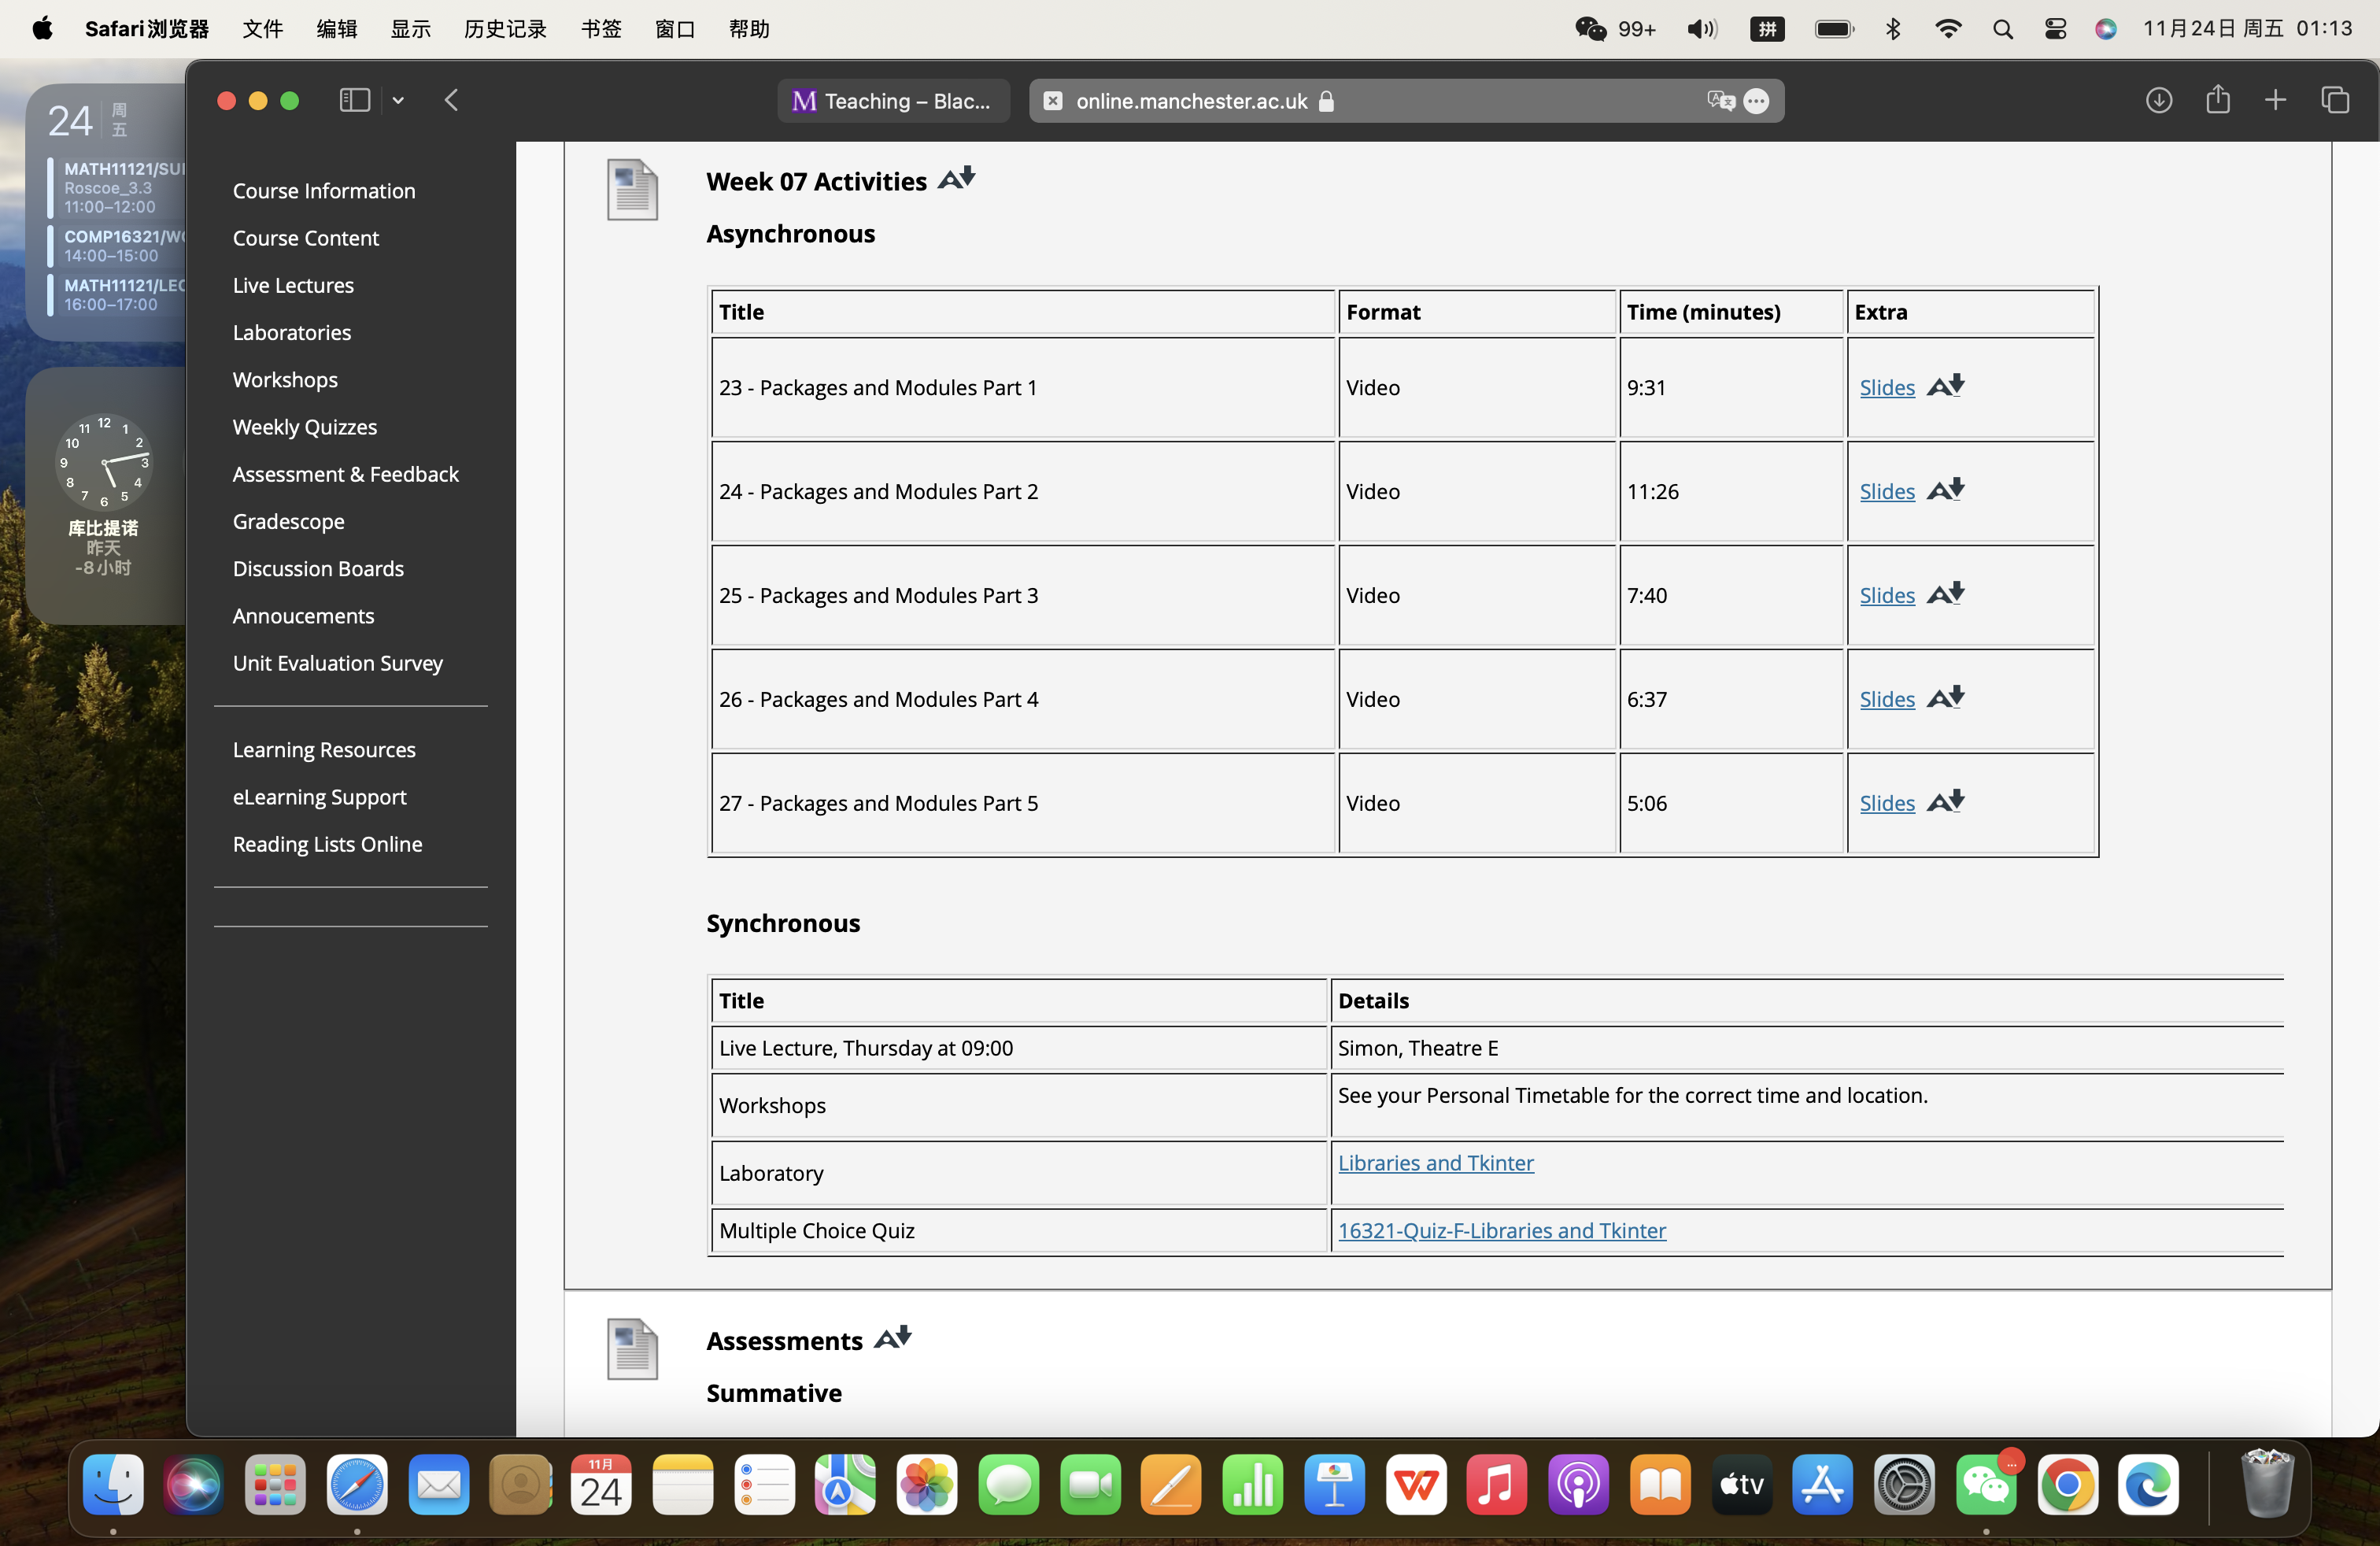 Safari浏览器 文件 编辑 显示 历史记录 书签 窗口 帮助 99+ 拼 11月24日 周五 01:13
Teaching – Blac... online.manchester.ac.uk
24 周五
MATH11121/SU
Roscoe_3.3
11:00–12:00
COMP16321/W
14:00–15:00
MATH11121/LEC
16:00–17:00
12 1 2 3 4 5 6 7 8 9 10 11
库比提诺
昨天
-8小时
Course Information
Course Content
Live Lectures
Laboratories
Workshops
Weekly Quizzes
Assessment & Feedback
Gradescope
Discussion Boards
Annoucements
Unit Evaluation Survey
Learning Resources
eLearning Support
Reading Lists Online
Week 07 Activities
Asynchronous
Title Format Time (minutes) Extra
23 - Packages and Modules Part 1 Video 9:31 Slides
24 - Packages and Modules Part 2 Video 11:26 Slides
25 - Packages and Modules Part 3 Video 7:40 Slides
26 - Packages and Modules Part 4 Video 6:37 Slides
27 - Packages and Modules Part 5 Video 5:06 Slides
Synchronous
Title Details
Live Lecture, Thursday at 09:00 Simon, Theatre E
Workshops See your Personal Timetable for the correct time and location.
Laboratory Libraries and Tkinter
Multiple Choice Quiz 16321-Quiz-F-Libraries and Tkinter
Assessments
Summative
11月
24
tv